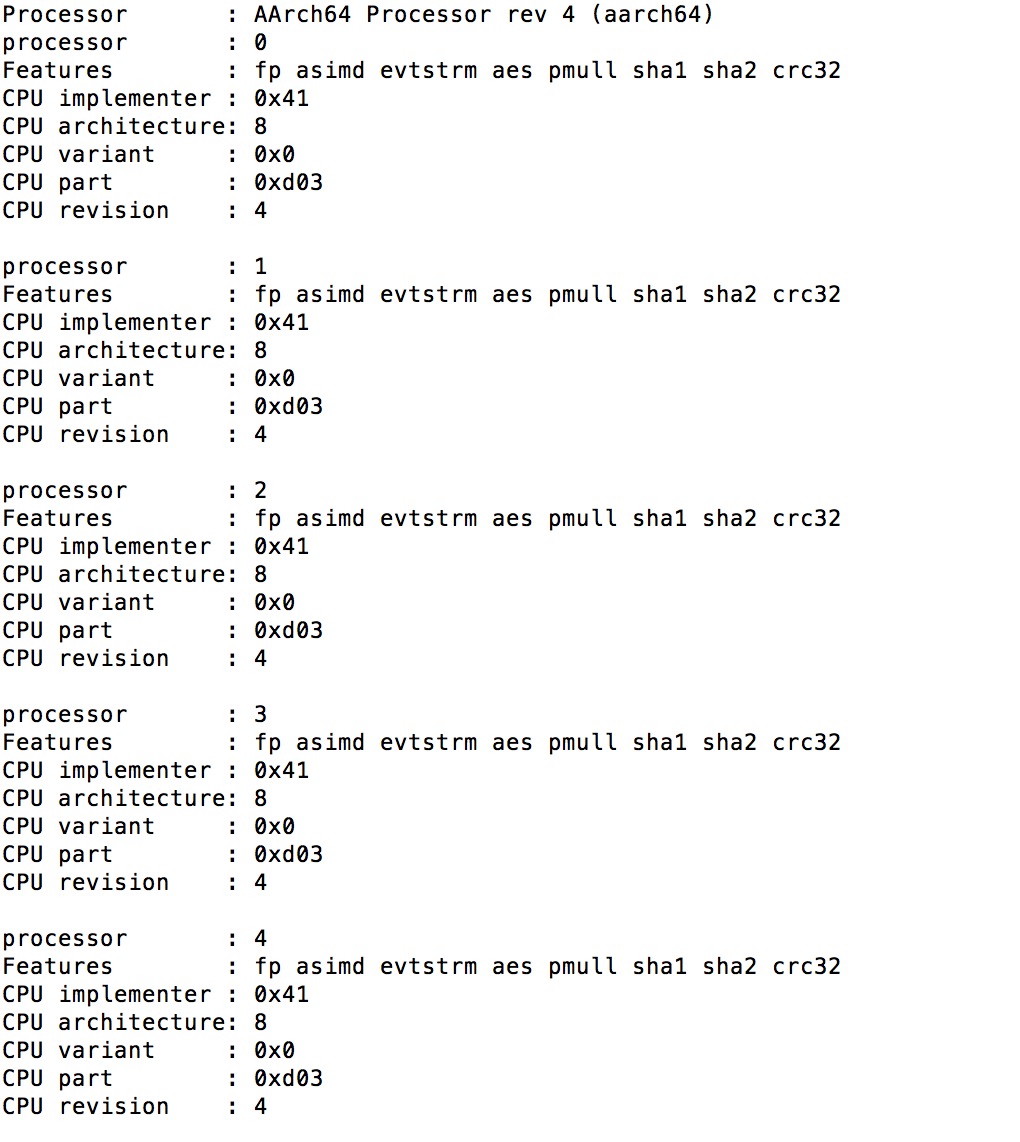 Processor       : AArch64 Processor rev 4 (aarch64)
processor       : 0
Features        : fp asimd evtstrm aes pmull sha1 sha2 crc32
CPU implementer : 0x41
CPU architecture: 8
CPU variant     : 0x0
CPU part        : 0xd03
CPU revision    : 4

processor       : 1
Features        : fp asimd evtstrm aes pmull sha1 sha2 crc32
CPU implementer : 0x41
CPU architecture: 8
CPU variant     : 0x0
CPU part        : 0xd03
CPU revision    : 4

processor       : 2
Features        : fp asimd evtstrm aes pmull sha1 sha2 crc32
CPU implementer : 0x41
CPU architecture: 8
CPU variant     : 0x0
CPU part        : 0xd03
CPU revision    : 4

processor       : 3
Features        : fp asimd evtstrm aes pmull sha1 sha2 crc32
CPU implementer : 0x41
CPU architecture: 8
CPU variant     : 0x0
CPU part        : 0xd03
CPU revision    : 4

processor       : 4
Features        : fp asimd evtstrm aes pmull sha1 sha2 crc32
CPU implementer : 0x41
CPU architecture: 8
CPU variant     : 0x0
CPU part        : 0xd03
CPU revision    : 4